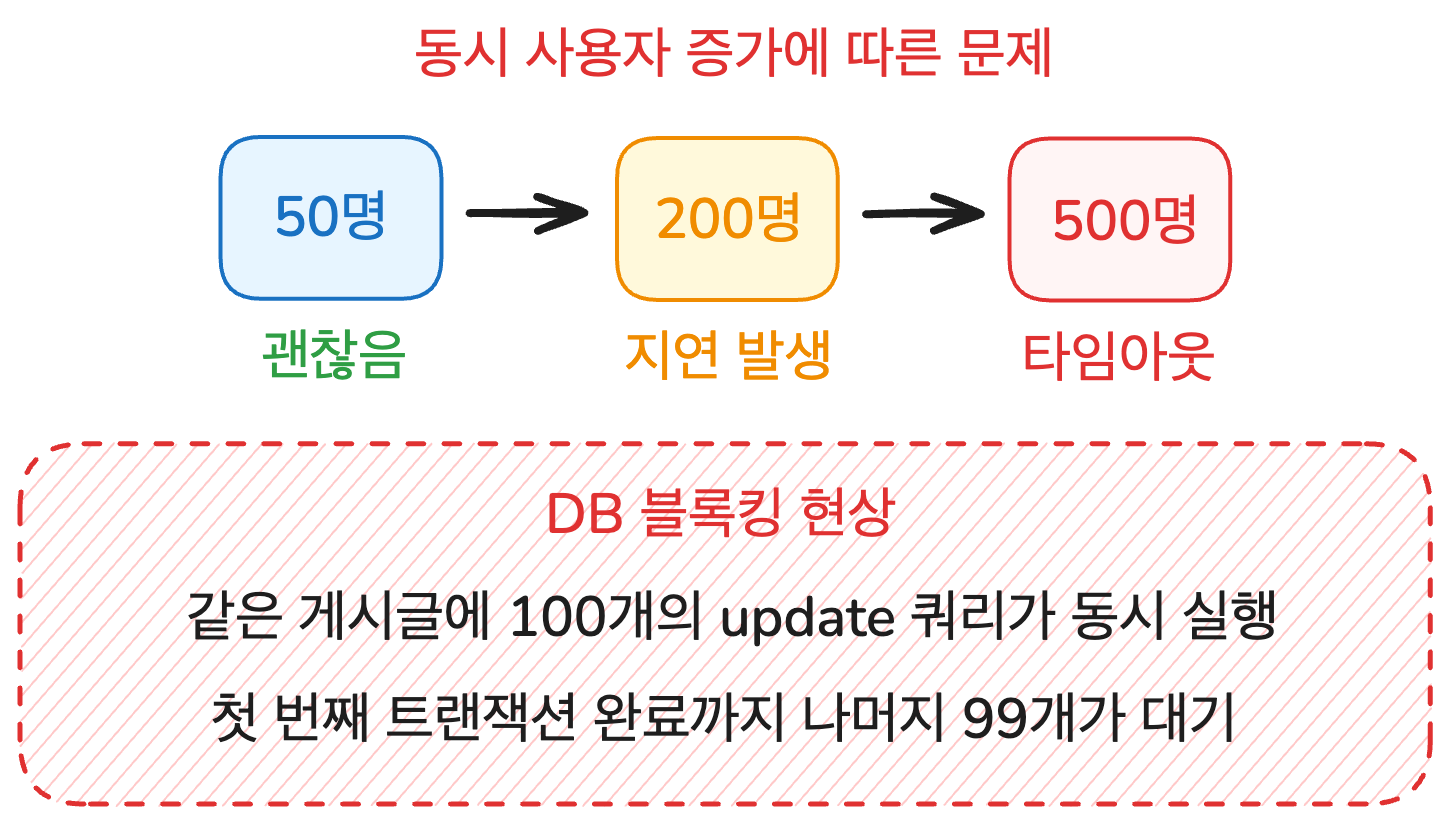 동시 사용자 증가에 따른 문제
50명
200명
500명
괜찮음
지연 발생
타임아웃
DB 블록킹 현상
같은 게시글에 100개의 update 쿼리가 동시 실행
첫 번째 트랜잭션 완료까지 나머지 99개가 대기